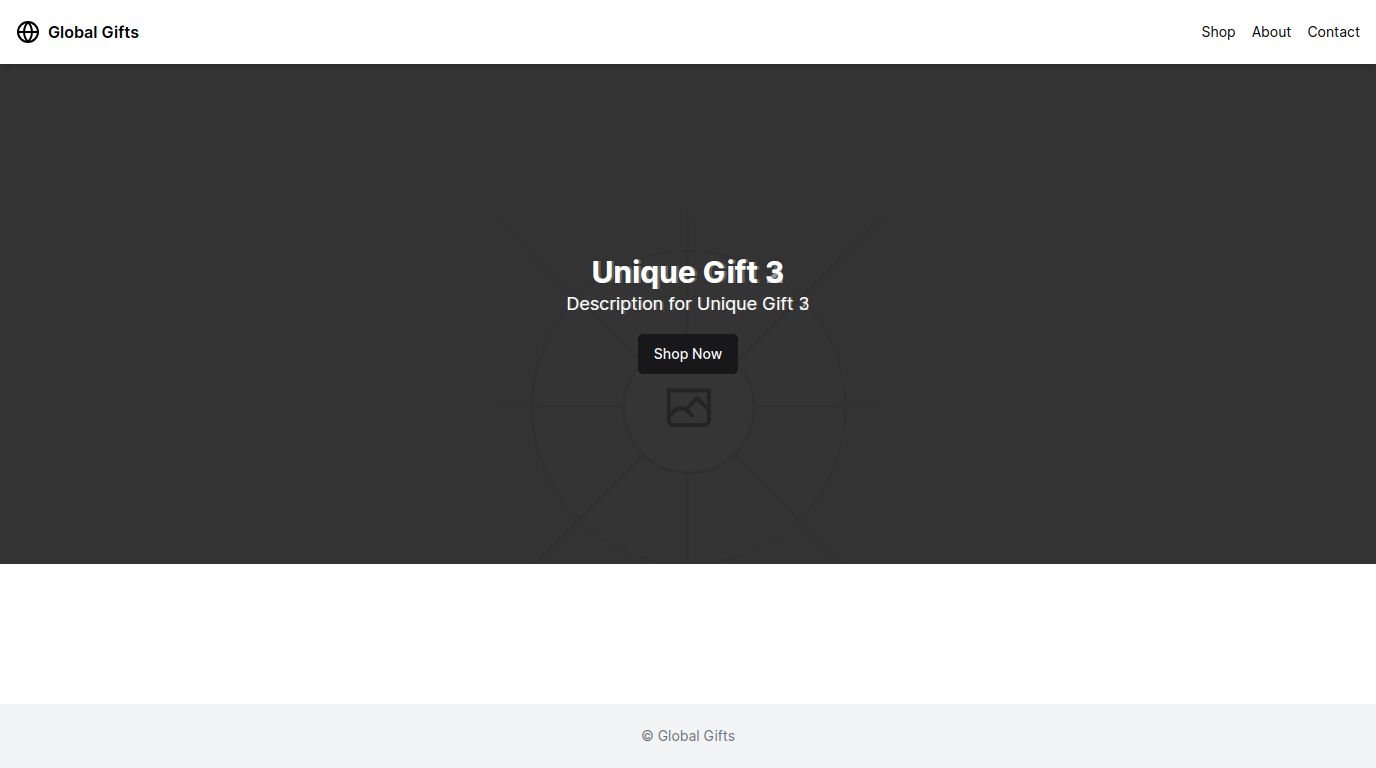 Global Gifts
Shop About Contact
Unique Gift 3
Description for Unique Gift 3
Shop Now
© Global Gifts